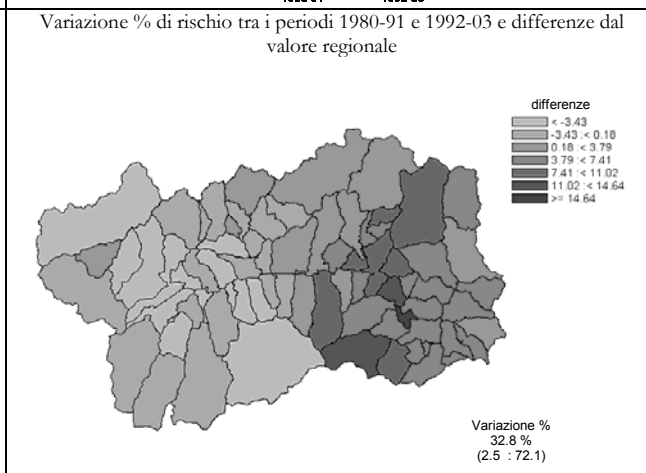 Variazione % di rischio tra i periodi 1980-91 e 1992-03 e differenze dal
valore regionale
differenze
< -3.43
-3.43 :< 0.18
0.18 :< 3.79
3.79 :< 7.41
7.41 :< 11.02
11.02 :< 14.64
>= 14.64
Variazione %
32.8 %
(2.5 : 72.1)